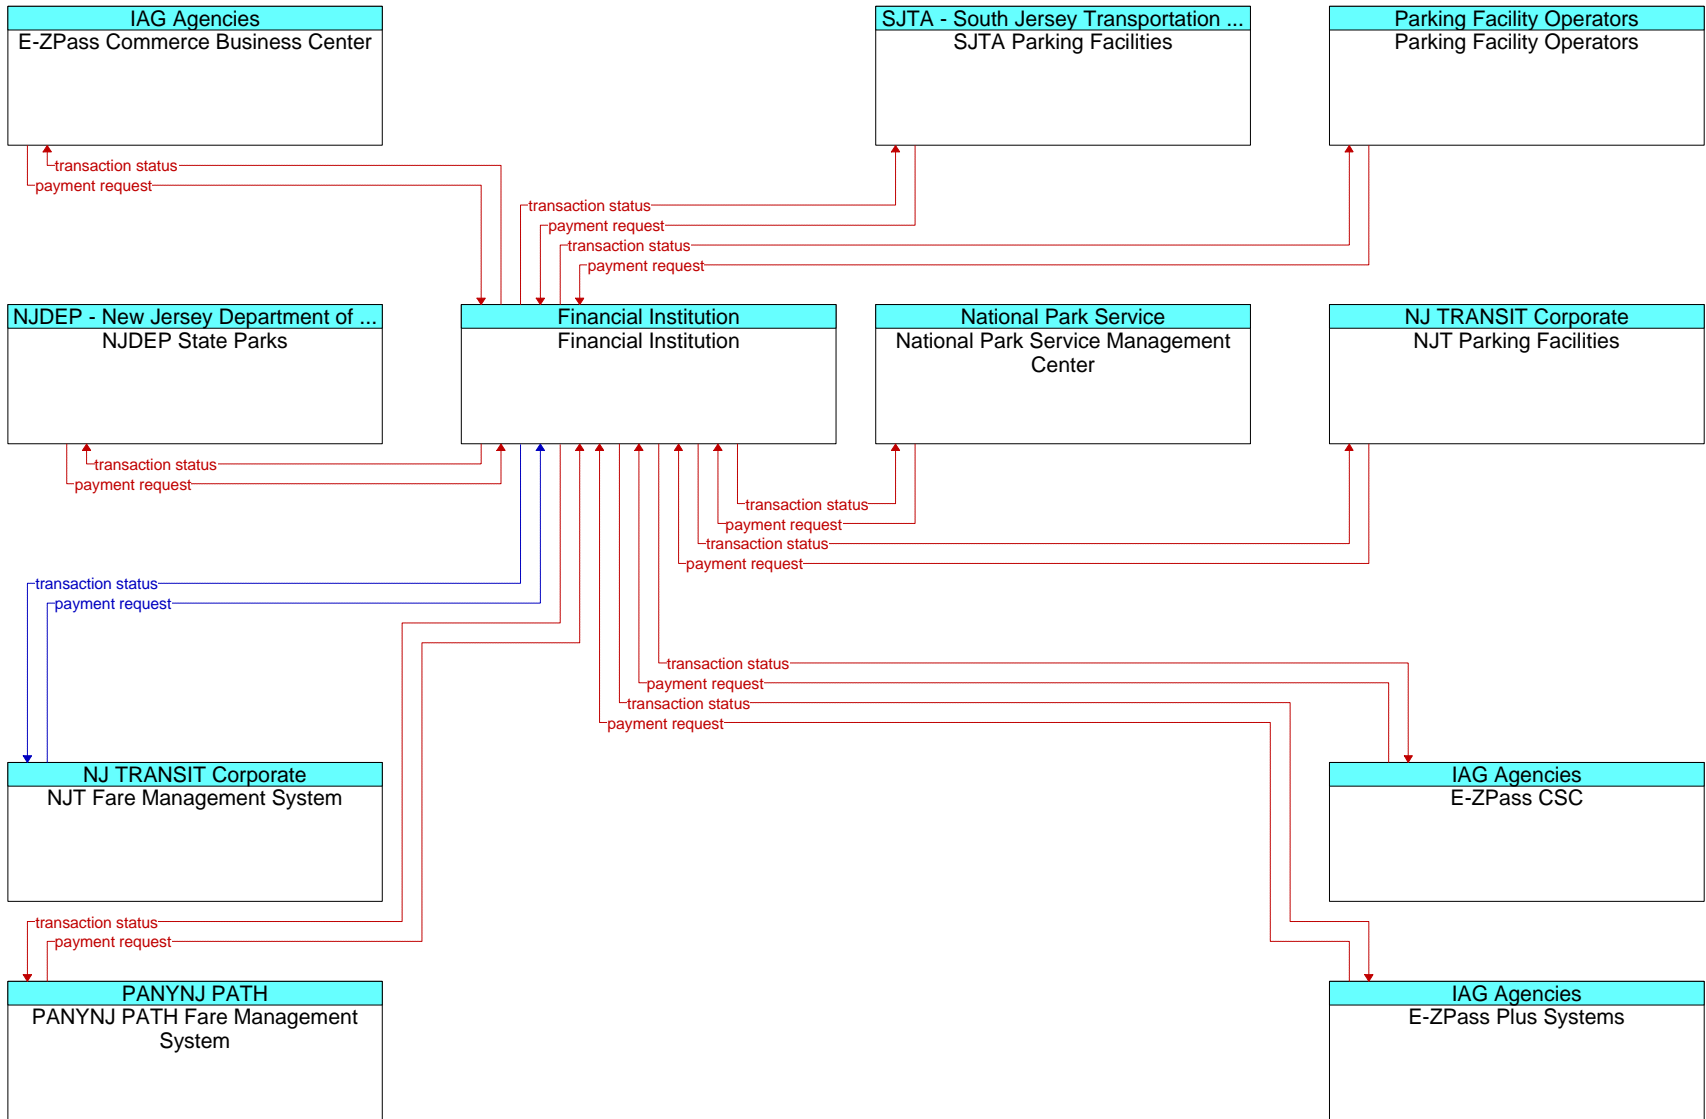 IAG Agencies
E-ZPass Commerce Business Center
SJTA - South Jersey Transportation ...
SJTA Parking Facilities
Parking Facility Operators
Parking Facility Operators
transaction status
payment request
transaction status
payment request
transaction status
payment request
NJDEP - New Jersey Department of ...
NJDEP State Parks
Financial Institution
Financial Institution
National Park Service
National Park Service Management
Center
NJ TRANSIT Corporate
NJT Parking Facilities
transaction status
payment request
transaction status
payment request
transaction status
payment request
transaction status
payment request
transaction status
payment request
transaction status
payment request
NJ TRANSIT Corporate
NJT Fare Management System
IAG Agencies
E-ZPass CSC
transaction status
payment request
PANYNJ PATH
PANYNJ PATH Fare Management
System
IAG Agencies
E-ZPass Plus Systems